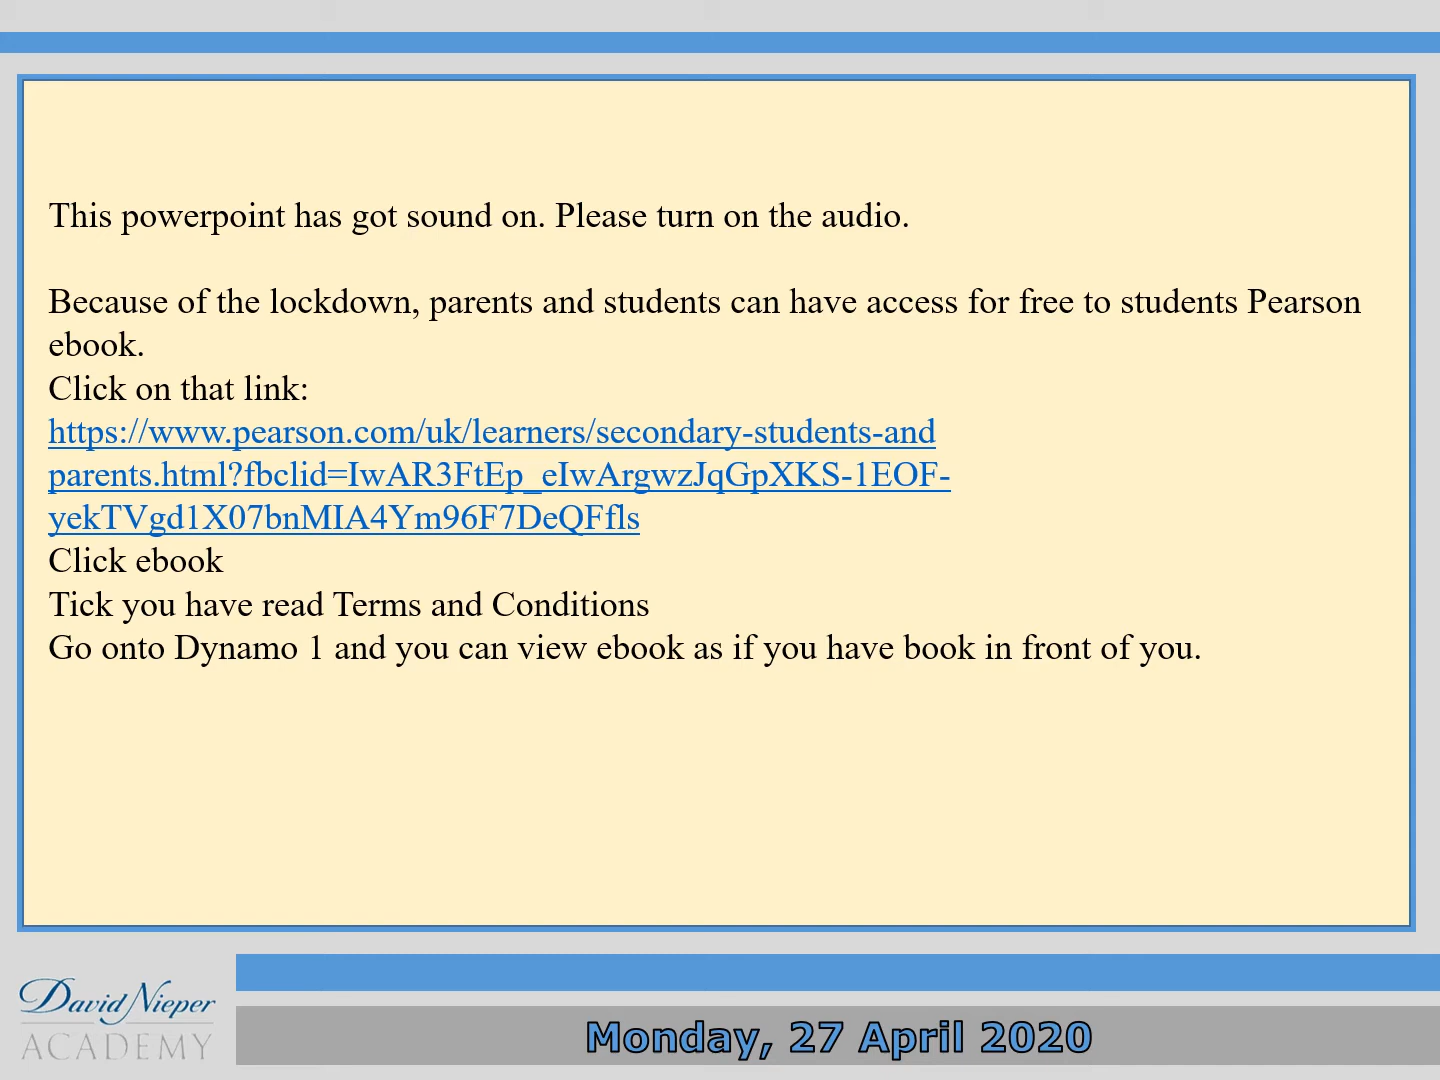 This powerpoint has got sound on. Please turn on the audio.
Because of the lockdown, parents and students can have access for free to students Pearson
ebook.
Click on that link:
https://www.pearson.com/uk/learners/secondary-students-and
parents.html?fbclid=IwAR3FtEp_eIwArgwzJqGpXKS-1EOF-
yekTVgd1X07bnMIA4Ym96F7DeQFfls
Click ebook
Tick you have read Terms and Conditions
Go onto Dynamo 1 and you can view ebook as if you have book in front of you.
David Nieper
ACADEMY
Monday, 27 April 2020